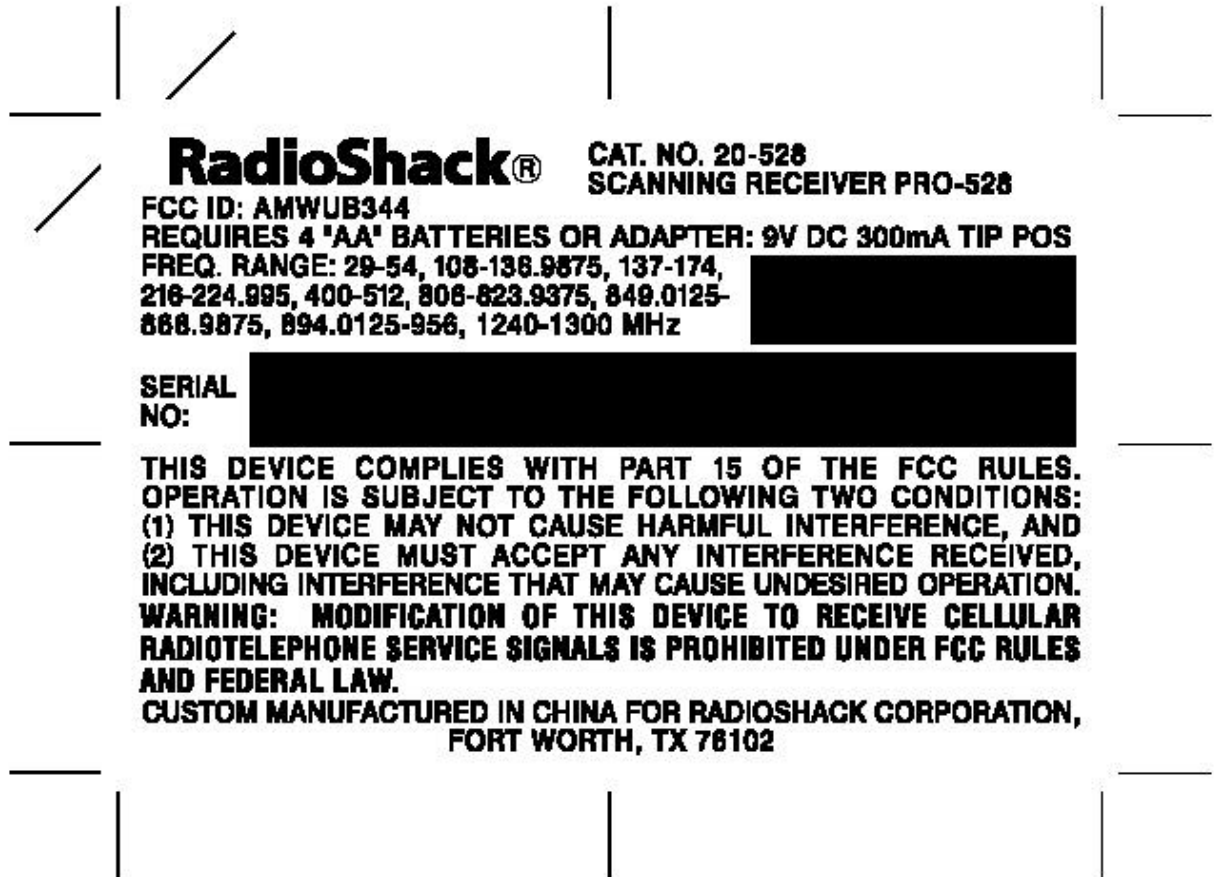 RadioShack®
CAT. NO. 20-528
SCANNING RECEIVER PRO-528
FCC ID: AMWUB344
REQUIRES 4 "AA" BATTERIES OR ADAPTER: 9V DC 300mA TIP POS
FREQ. RANGE: 29-54, 108-136.9875, 137-174,
216-224.995, 400-512, 806-823.9375, 849.0125-
868.9875, 894.0125-956, 1240-1300 MHz
SERIAL
NO:
THIS DEVICE COMPLIES WITH PART 15 OF THE FCC RULES.
OPERATION IS SUBJECT TO THE FOLLOWING TWO CONDITIONS:
(1) THIS DEVICE MAY NOT CAUSE HARMFUL INTERFERENCE, AND
(2) THIS DEVICE MUST ACCEPT ANY INTERFERENCE RECEIVED,
INCLUDING INTERFERENCE THAT MAY CAUSE UNDESIRED OPERATION.
WARNING: MODIFICATION OF THIS DEVICE TO RECEIVE CELLULAR
RADIOTELEPHONE SERVICE SIGNALS IS PROHIBITED UNDER FCC RULES
AND FEDERAL LAW.
CUSTOM MANUFACTURED IN CHINA FOR RADIOSHACK CORPORATION,
FORT WORTH, TX 76102